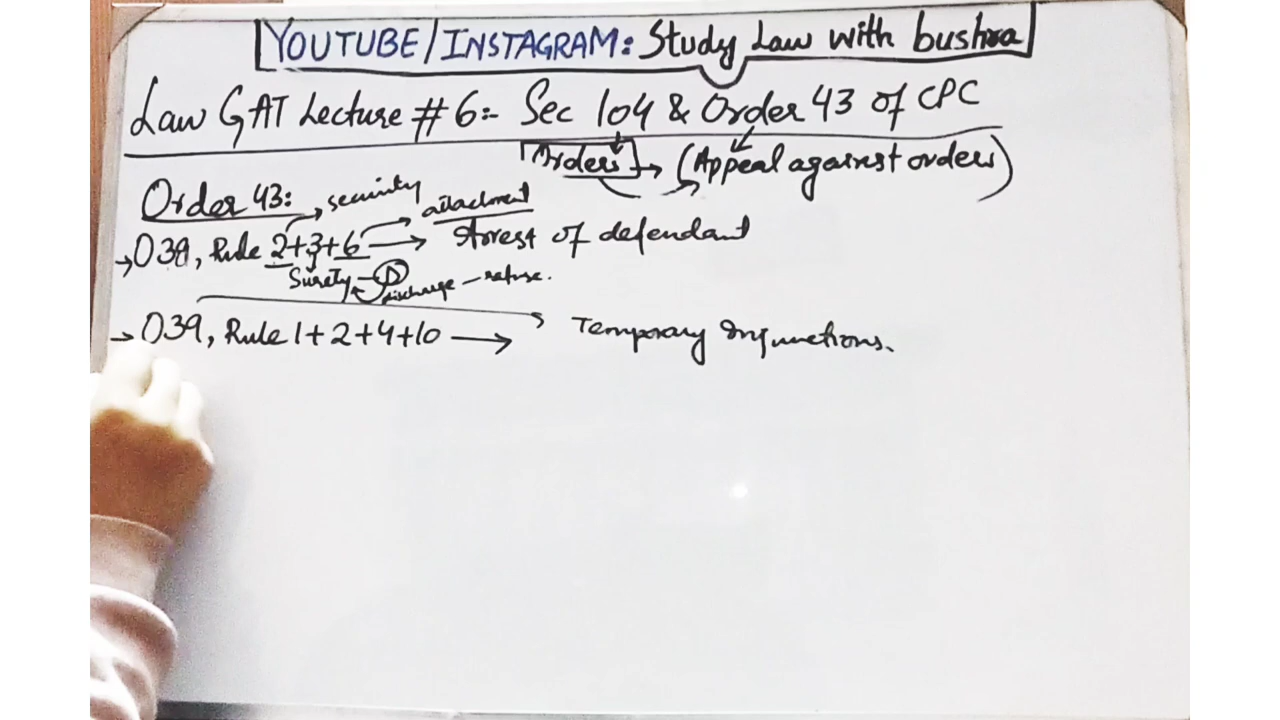 YOUTUBE/INSTAGRAM: Study Law with bushra
Law GAT Lecture # 6:- Sec 104 & Order 43 of CPC
Orders → (Appeal against orders)
Order 43: security
attachment
→ O38, Rule 2+3+6 → Arrest of defendant
Surety - D
discharge - refuse.
→ O39, Rule 1+2+4+10 → Temporary Injunctions.